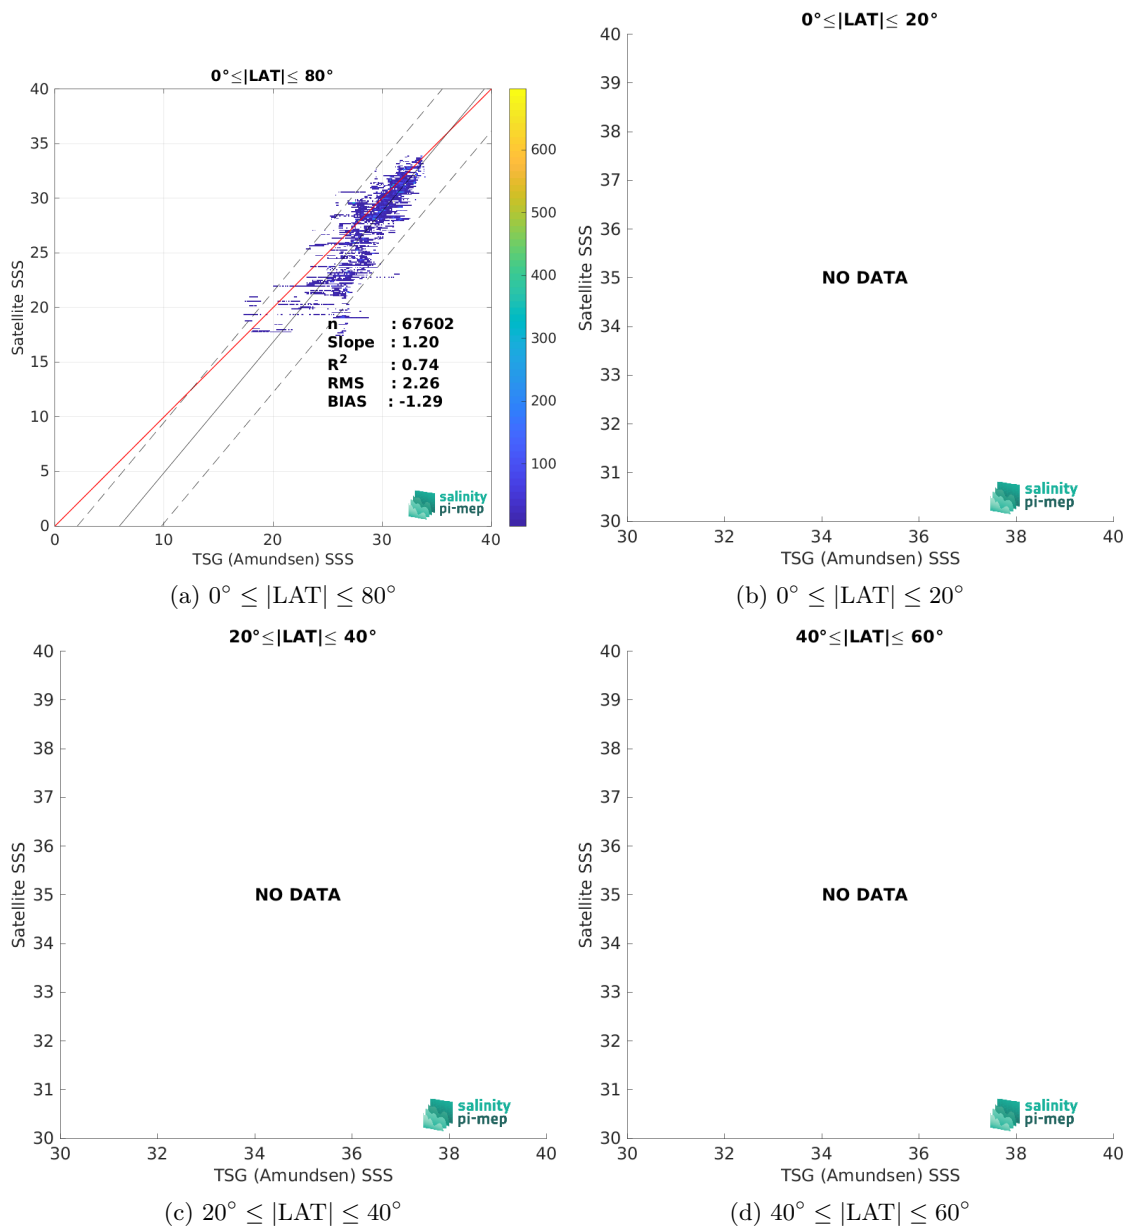 0°≤|LAT|≤ 80°
40
35
30
25
20
15
10
5
0
Satellite SSS
0
10
20
30
40
TSG (Amundsen) SSS
600
500
400
300
200
100
n : 67602
Slope : 1.20
R² : 0.74
RMS : 2.26
BIAS : -1.29
salinity
pi-mep
(a) 0° ≤ |LAT| ≤ 80°
0°≤|LAT|≤ 20°
40
39
38
37
36
35
34
33
32
31
30
Satellite SSS
NO DATA
30
32
34
36
38
40
TSG (Amundsen) SSS
salinity
pi-mep
(b) 0° ≤ |LAT| ≤ 20°
20°≤|LAT|≤ 40°
40
39
38
37
36
35
34
33
32
31
30
Satellite SSS
NO DATA
30
32
34
36
38
40
TSG (Amundsen) SSS
salinity
pi-mep
(c) 20° ≤ |LAT| ≤ 40°
40°≤|LAT|≤ 60°
40
39
38
37
36
35
34
33
32
31
30
Satellite SSS
NO DATA
30
32
34
36
38
40
TSG (Amundsen) SSS
salinity
pi-mep
(d) 40° ≤ |LAT| ≤ 60°